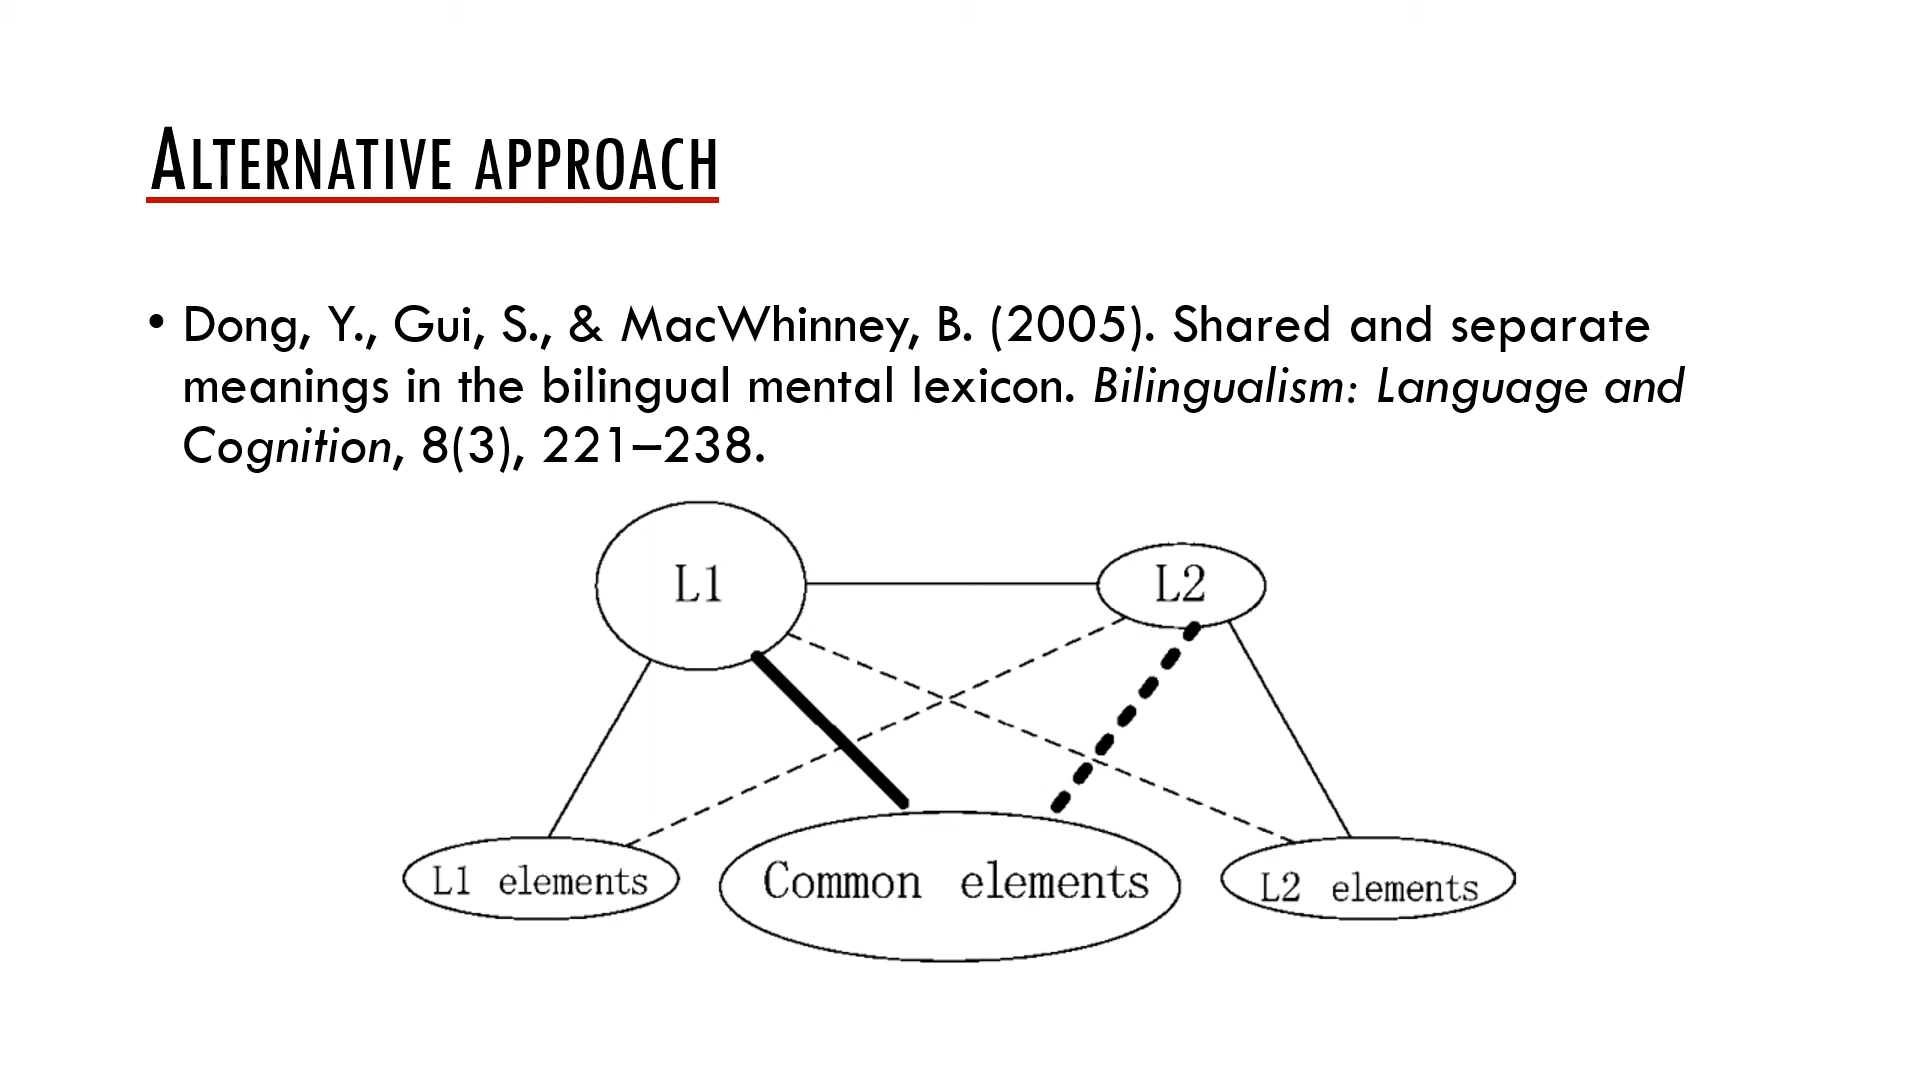 ALTERNATIVE APPROACH
• Dong, Y., Gui, S., & MacWhinney, B. (2005). Shared and separate
meanings in the bilingual mental lexicon. Bilingualism: Language and
Cognition, 8(3), 221–238.
L1
L2
L1 elements
Common elements
L2 elements